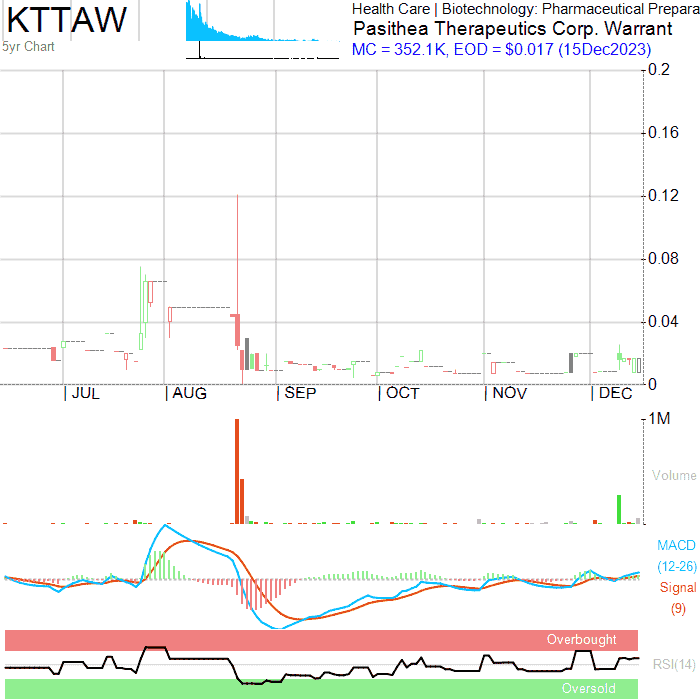 KTTAW
5yr Chart
Health Care | Biotechnology: Pharmaceutical Prepara
Pasithea Therapeutics Corp. Warrant
MC = 352.1K, EOD = $0.017 (15Dec2023)
0.2
0.16
0.12
0.08
0.04
0
| JUL | AUG | SEP | OCT | NOV | DEC
1M
Volume
MACD
(12-26)
Signal
(9)
Overbought
RSI(14)
Oversold